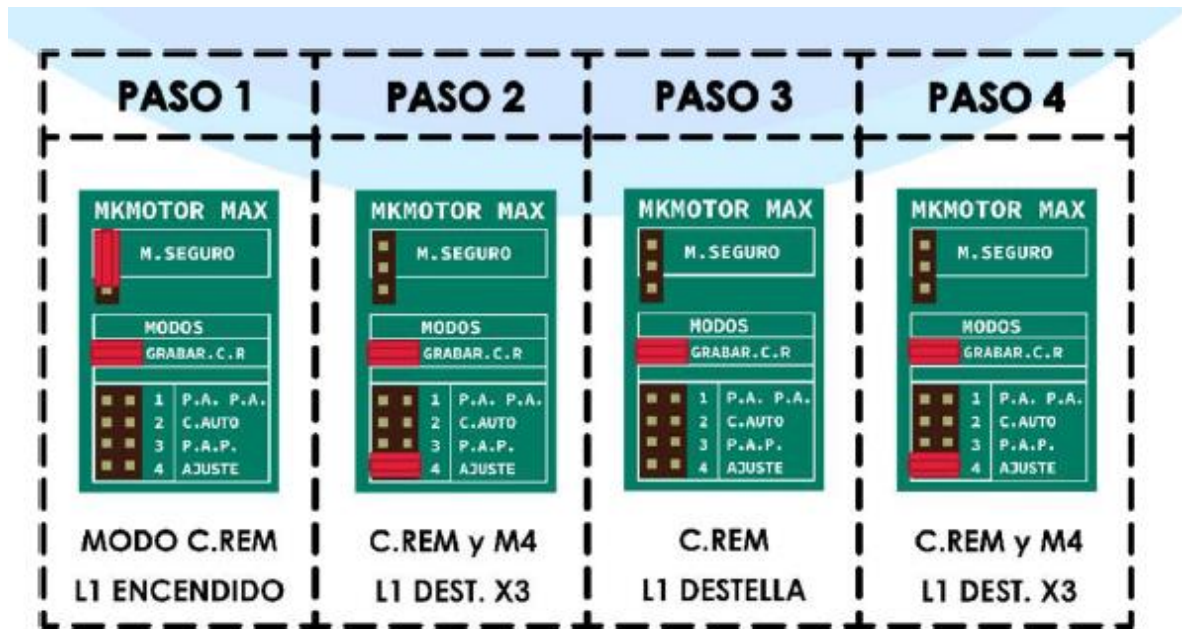 PASO 1
MKMOTOR MAX
M.SEGURO
MODOS
GRABAR.C.R
1 P.A. P.A.
2 C.AUTO
3 P.A.P.
4 AJUSTE
MODO C.REM
L1 ENCENDIDO
PASO 2
MKMOTOR MAX
M.SEGURO
MODOS
GRABAR.C.R
1 P.A. P.A.
2 C.AUTO
3 P.A.P.
4 AJUSTE
C.REM y M4
L1 DEST. X3
PASO 3
MKMOTOR MAX
M.SEGURO
MODOS
GRABAR.C.R
1 P.A. P.A.
2 C.AUTO
3 P.A.P.
4 AJUSTE
C.REM
L1 DESTELLA
PASO 4
MKMOTOR MAX
M.SEGURO
MODOS
GRABAR.C.R
1 P.A. P.A.
2 C.AUTO
3 P.A.P.
4 AJUSTE
C.REM y M4
L1 DEST. X3